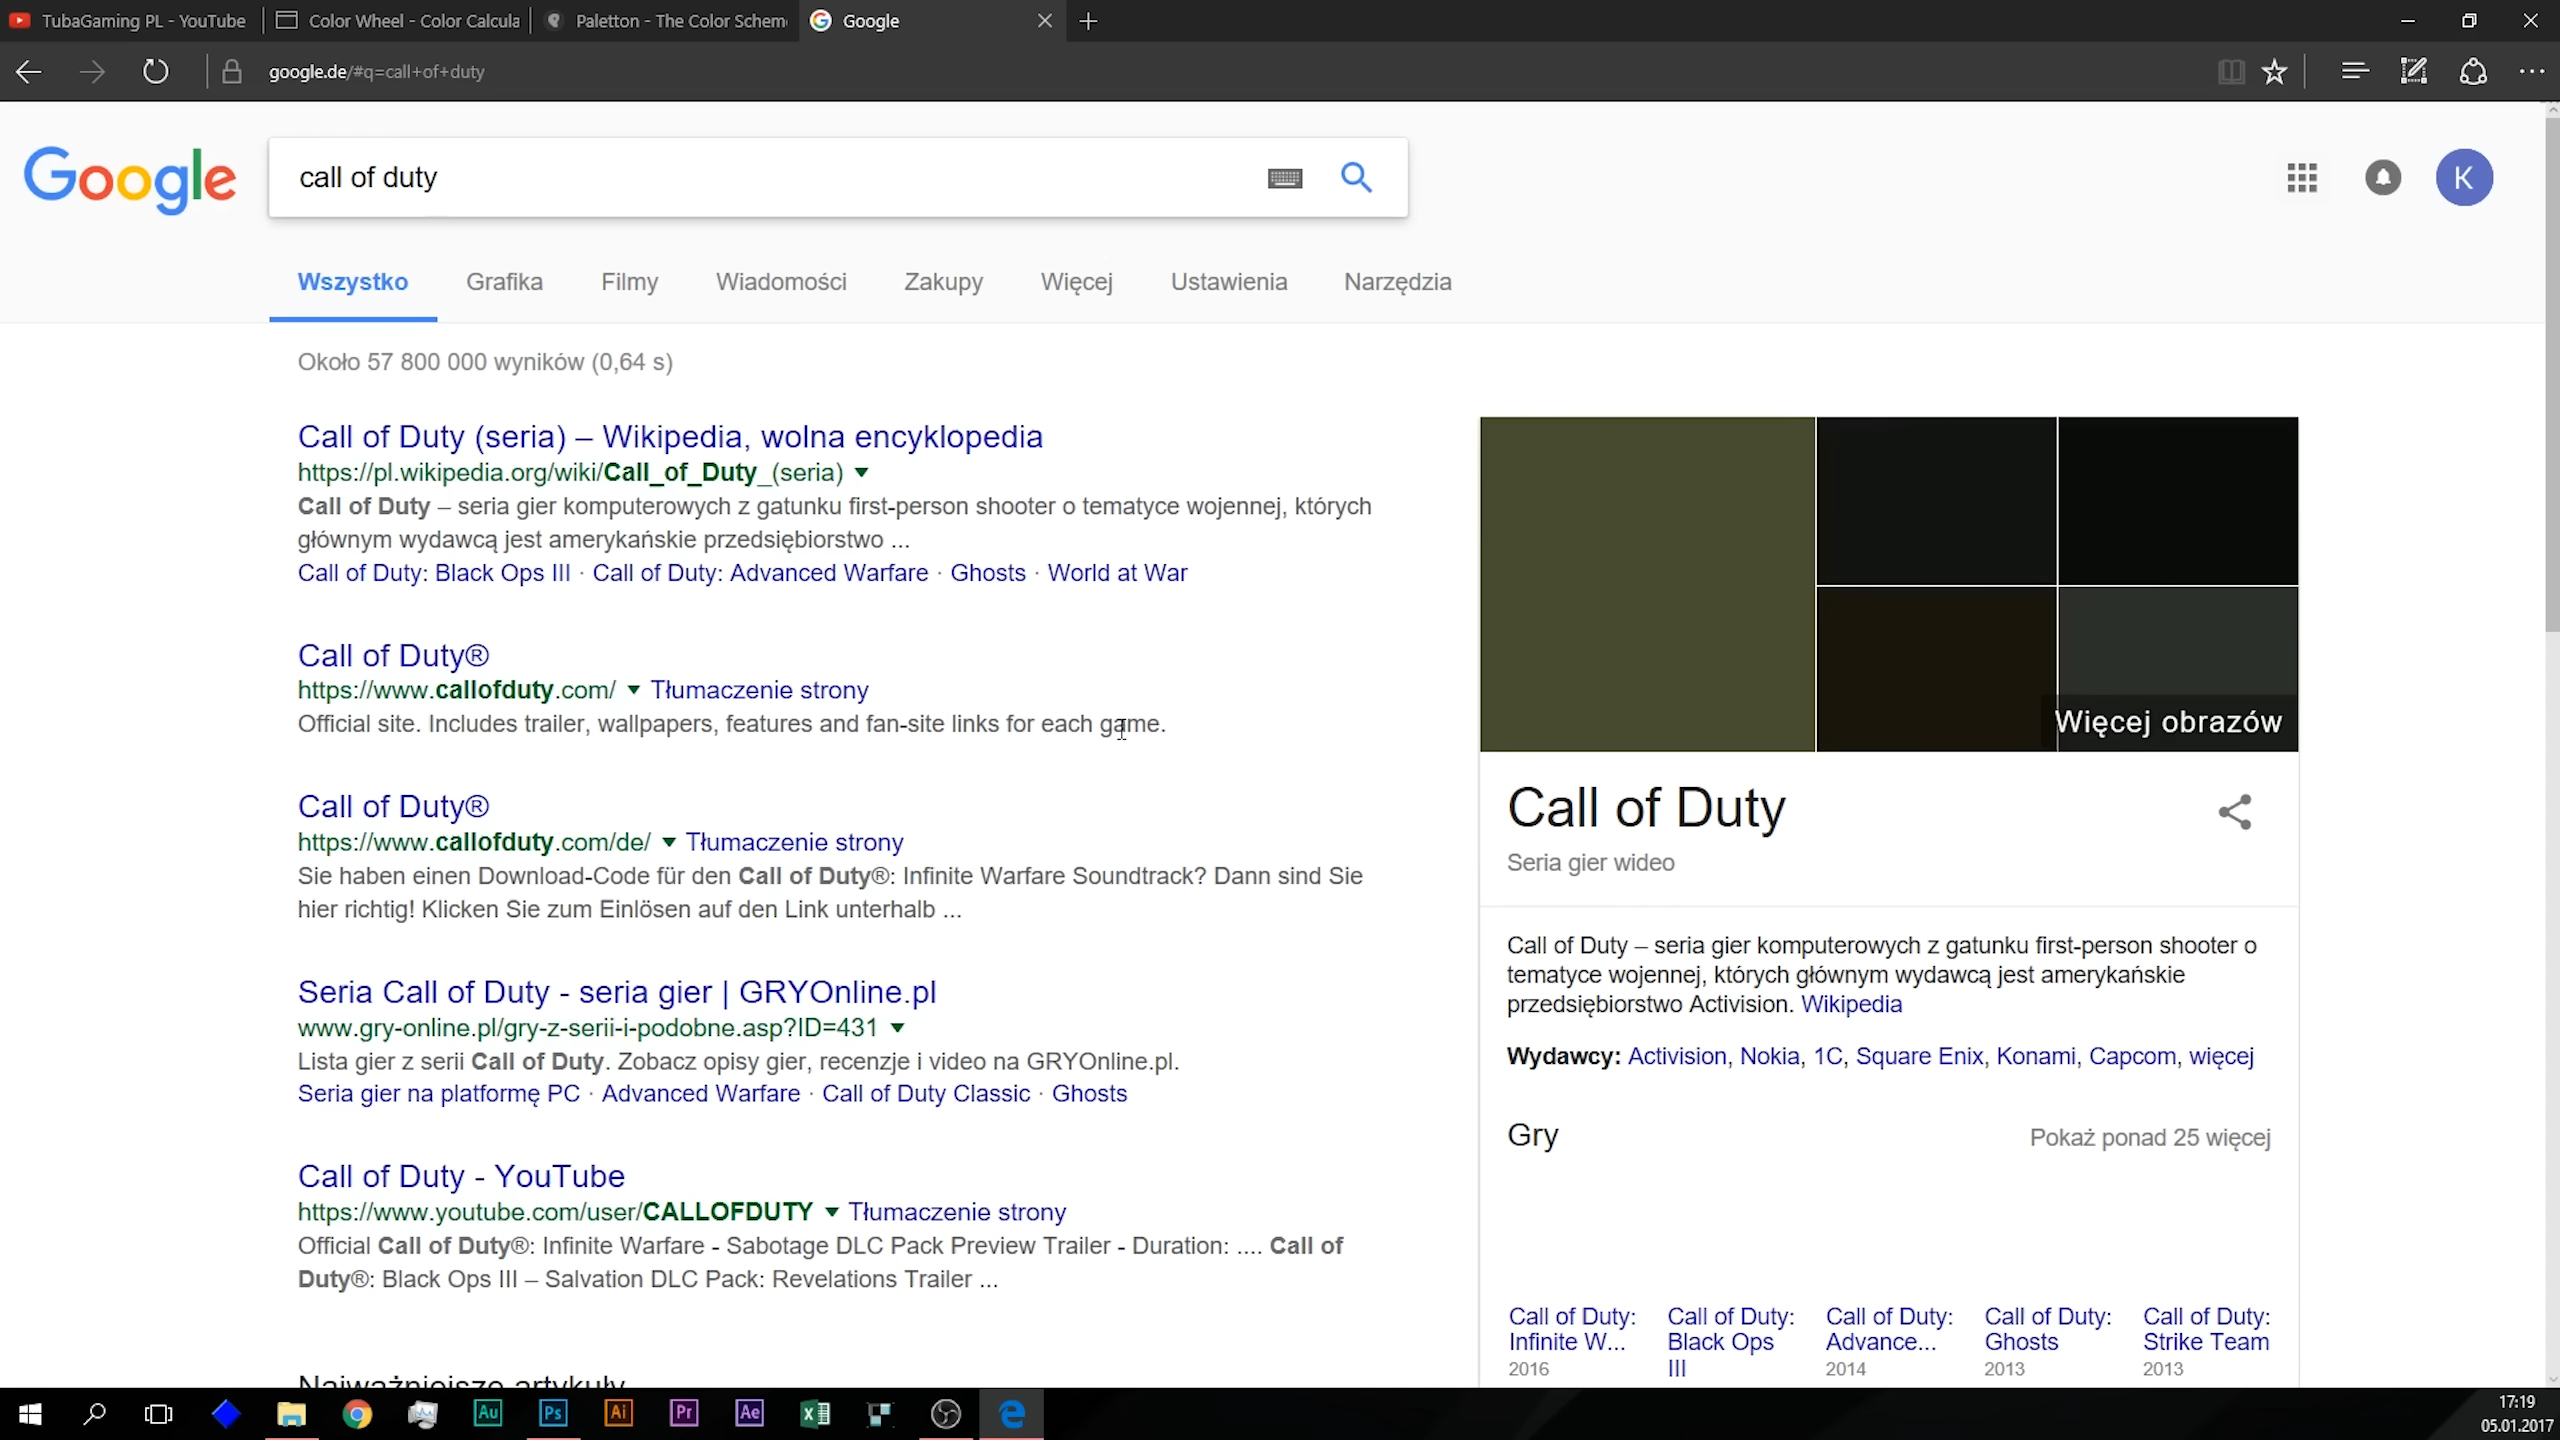 TubaGaming PL - YouTube
Color Wheel - Color Calcula
Paletton - The Color Schem
Google
google.de/#q=call+of+duty
Google
call of duty
K
Wszystko
Grafika
Filmy
Wiadomości
Zakupy
Więcej
Ustawienia
Narzędzia
Około 57 800 000 wyników (0,64 s)
Call of Duty (seria) – Wikipedia, wolna encyklopedia
https://pl.wikipedia.org/wiki/Call_of_Duty_(seria)
Call of Duty – seria gier komputerowych z gatunku first-person shooter o tematyce wojennej, których
głównym wydawcą jest amerykańskie przedsiębiorstwo ...
Call of Duty: Black Ops III · Call of Duty: Advanced Warfare · Ghosts · World at War
Call of Duty®
https://www.callofduty.com/ Tłumaczenie strony
Official site. Includes trailer, wallpapers, features and fan-site links for each game.
Call of Duty®
https://www.callofduty.com/de/ Tłumaczenie strony
Sie haben einen Download-Code für den Call of Duty®: Infinite Warfare Soundtrack? Dann sind Sie
hier richtig! Klicken Sie zum Einlösen auf den Link unterhalb ...
Seria Call of Duty - seria gier | GRYOnline.pl
www.gry-online.pl/gry-z-serii-i-podobne.asp?ID=431
Lista gier z serii Call of Duty. Zobacz opisy gier, recenzje i video na GRYOnline.pl.
Seria gier na platformę PC · Advanced Warfare · Call of Duty Classic · Ghosts
Call of Duty - YouTube
https://www.youtube.com/user/CALLOFDUTY Tłumaczenie strony
Official Call of Duty®: Infinite Warfare - Sabotage DLC Pack Preview Trailer - Duration: .... Call of
Duty®: Black Ops III – Salvation DLC Pack: Revelations Trailer ...
Najważniejsze artykuły
Więcej obrazów
Call of Duty
Seria gier wideo
Call of Duty – seria gier komputerowych z gatunku first-person shooter o
tematyce wojennej, których głównym wydawcą jest amerykańskie
przedsiębiorstwo Activision. Wikipedia
Wydawcy: Activision, Nokia, 1C, Square Enix, Konami, Capcom, więcej
Gry
Pokaż ponad 25 więcej
Call of Duty:
Infinite W...
2016
Call of Duty:
Black Ops
III
Call of Duty:
Advance...
2014
Call of Duty:
Ghosts
2013
Call of Duty:
Strike Team
2013
Au
Ps
Ai
Pr
Ae
17:19
05.01.2017